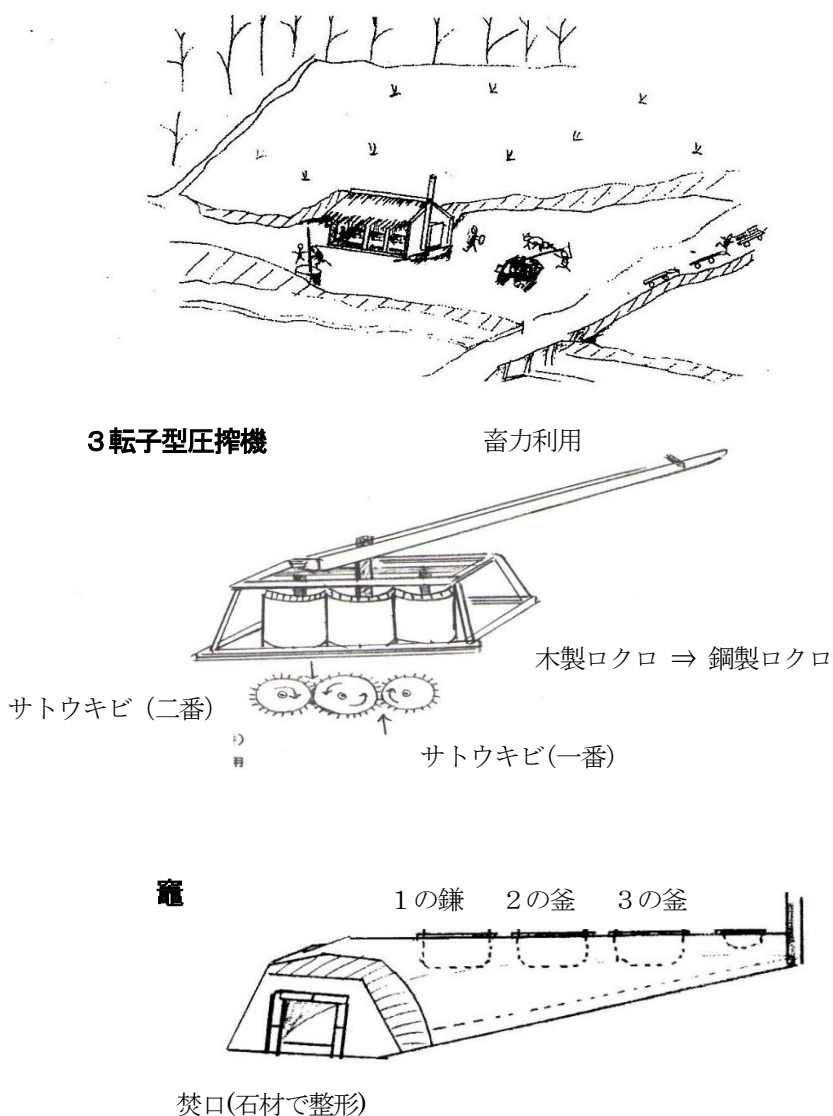 ３転子型圧搾機
畜力利用
木製ロクロ ⇒ 鋼製ロクロ
サトウキビ（二番）
用
サトウキビ(一番)
竈
１の鎌　２の釜　３の釜
焚口(石材で整形)